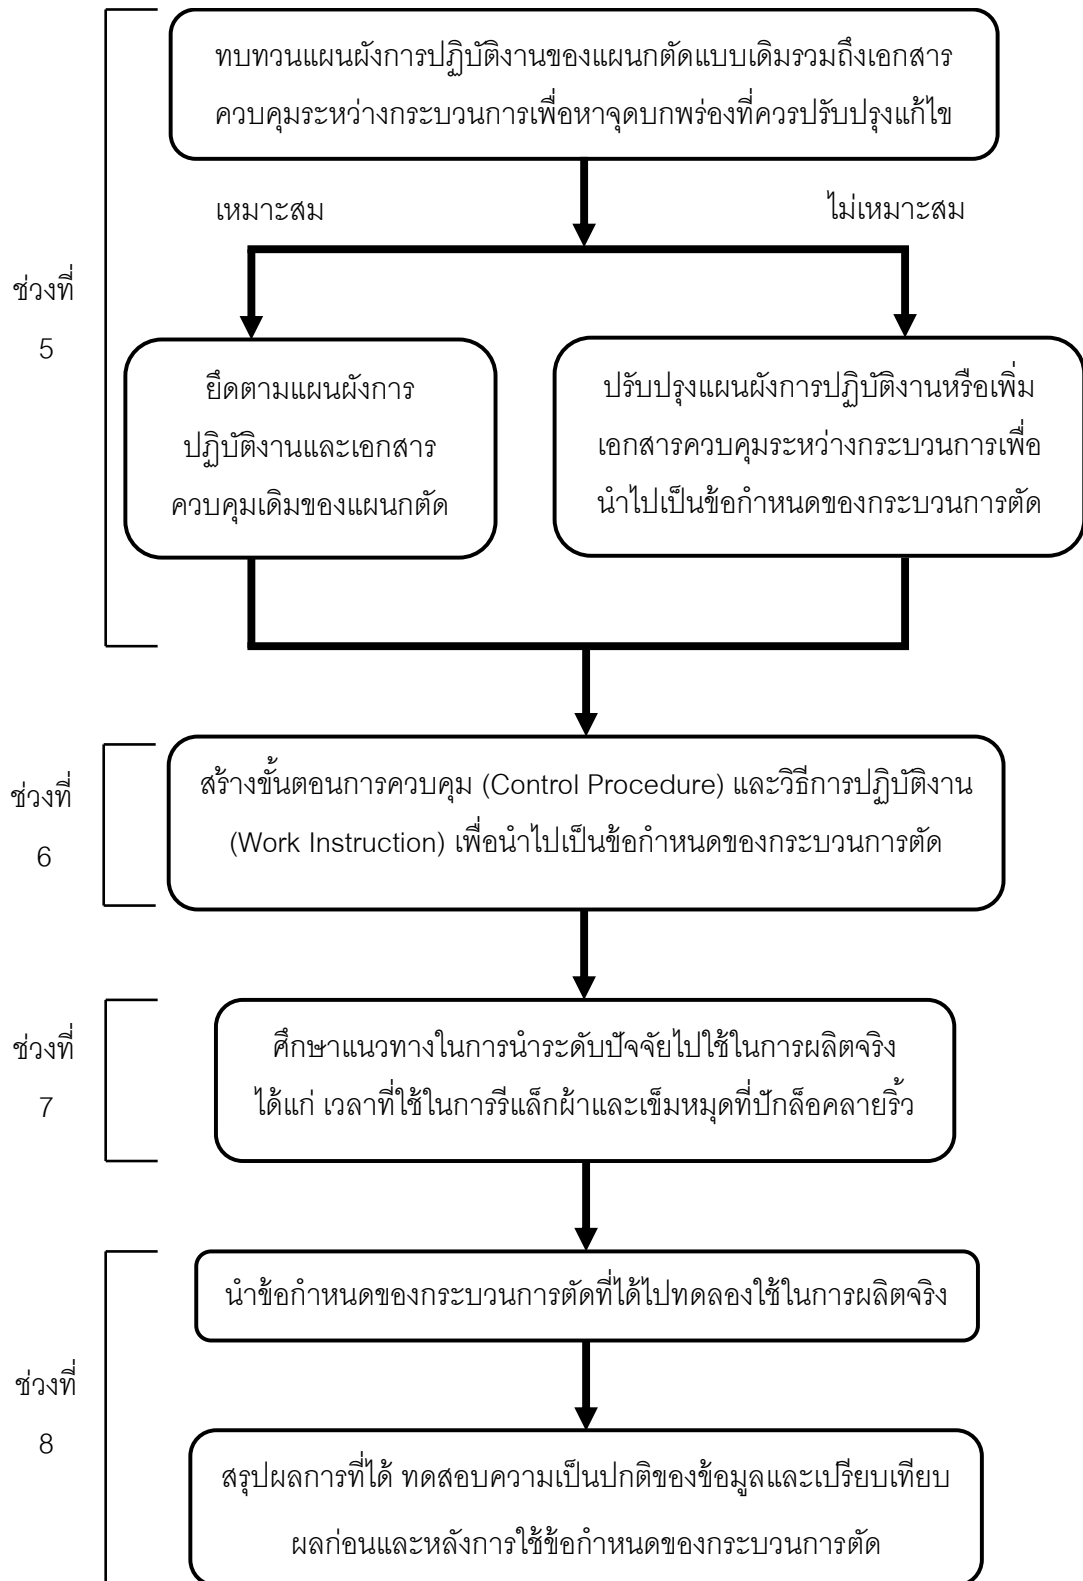 ทบทวนแผนผังการปฏิบัติงานของแผนกตัดแบบเดิมรวมถึงเอกสาร
ควบคุมระหว่างกระบวนการเพื่อหาจุดบกพร่องที่ควรปรับปรุงแก้ไข
เหมาะสม
ไม่เหมาะสม
ช่วงที่
5
ยึดตามแผนผังการ
ปฏิบัติงานและเอกสาร
ควบคุมเดิมของแผนกตัด
ปรับปรุงแผนผังการปฏิบัติงานหรือเพิ่ม
เอกสารควบคุมระหว่างกระบวนการเพื่อ
นำไปเป็นข้อกำหนดของกระบวนการตัด
ช่วงที่
6
สร้างขั้นตอนการควบคุม (Control Procedure) และวิธีการปฏิบัติงาน
(Work Instruction) เพื่อนำไปเป็นข้อกำหนดของกระบวนการตัด
ช่วงที่
7
ศึกษาแนวทางในการนำระดับปัจจัยไปใช้ในการผลิตจริง
ได้แก่ เวลาที่ใช้ในการรีแล็กผ้าและเข็มหมุดที่ปักล็อคลายริ้ว
ช่วงที่
8
นำข้อกำหนดของกระบวนการตัดที่ได้ไปทดลองใช้ในการผลิตจริง
สรุปผลการที่ได้ ทดสอบความเป็นปกติของข้อมูลและเปรียบเทียบ
ผลก่อนและหลังการใช้ข้อกำหนดของกระบวนการตัด